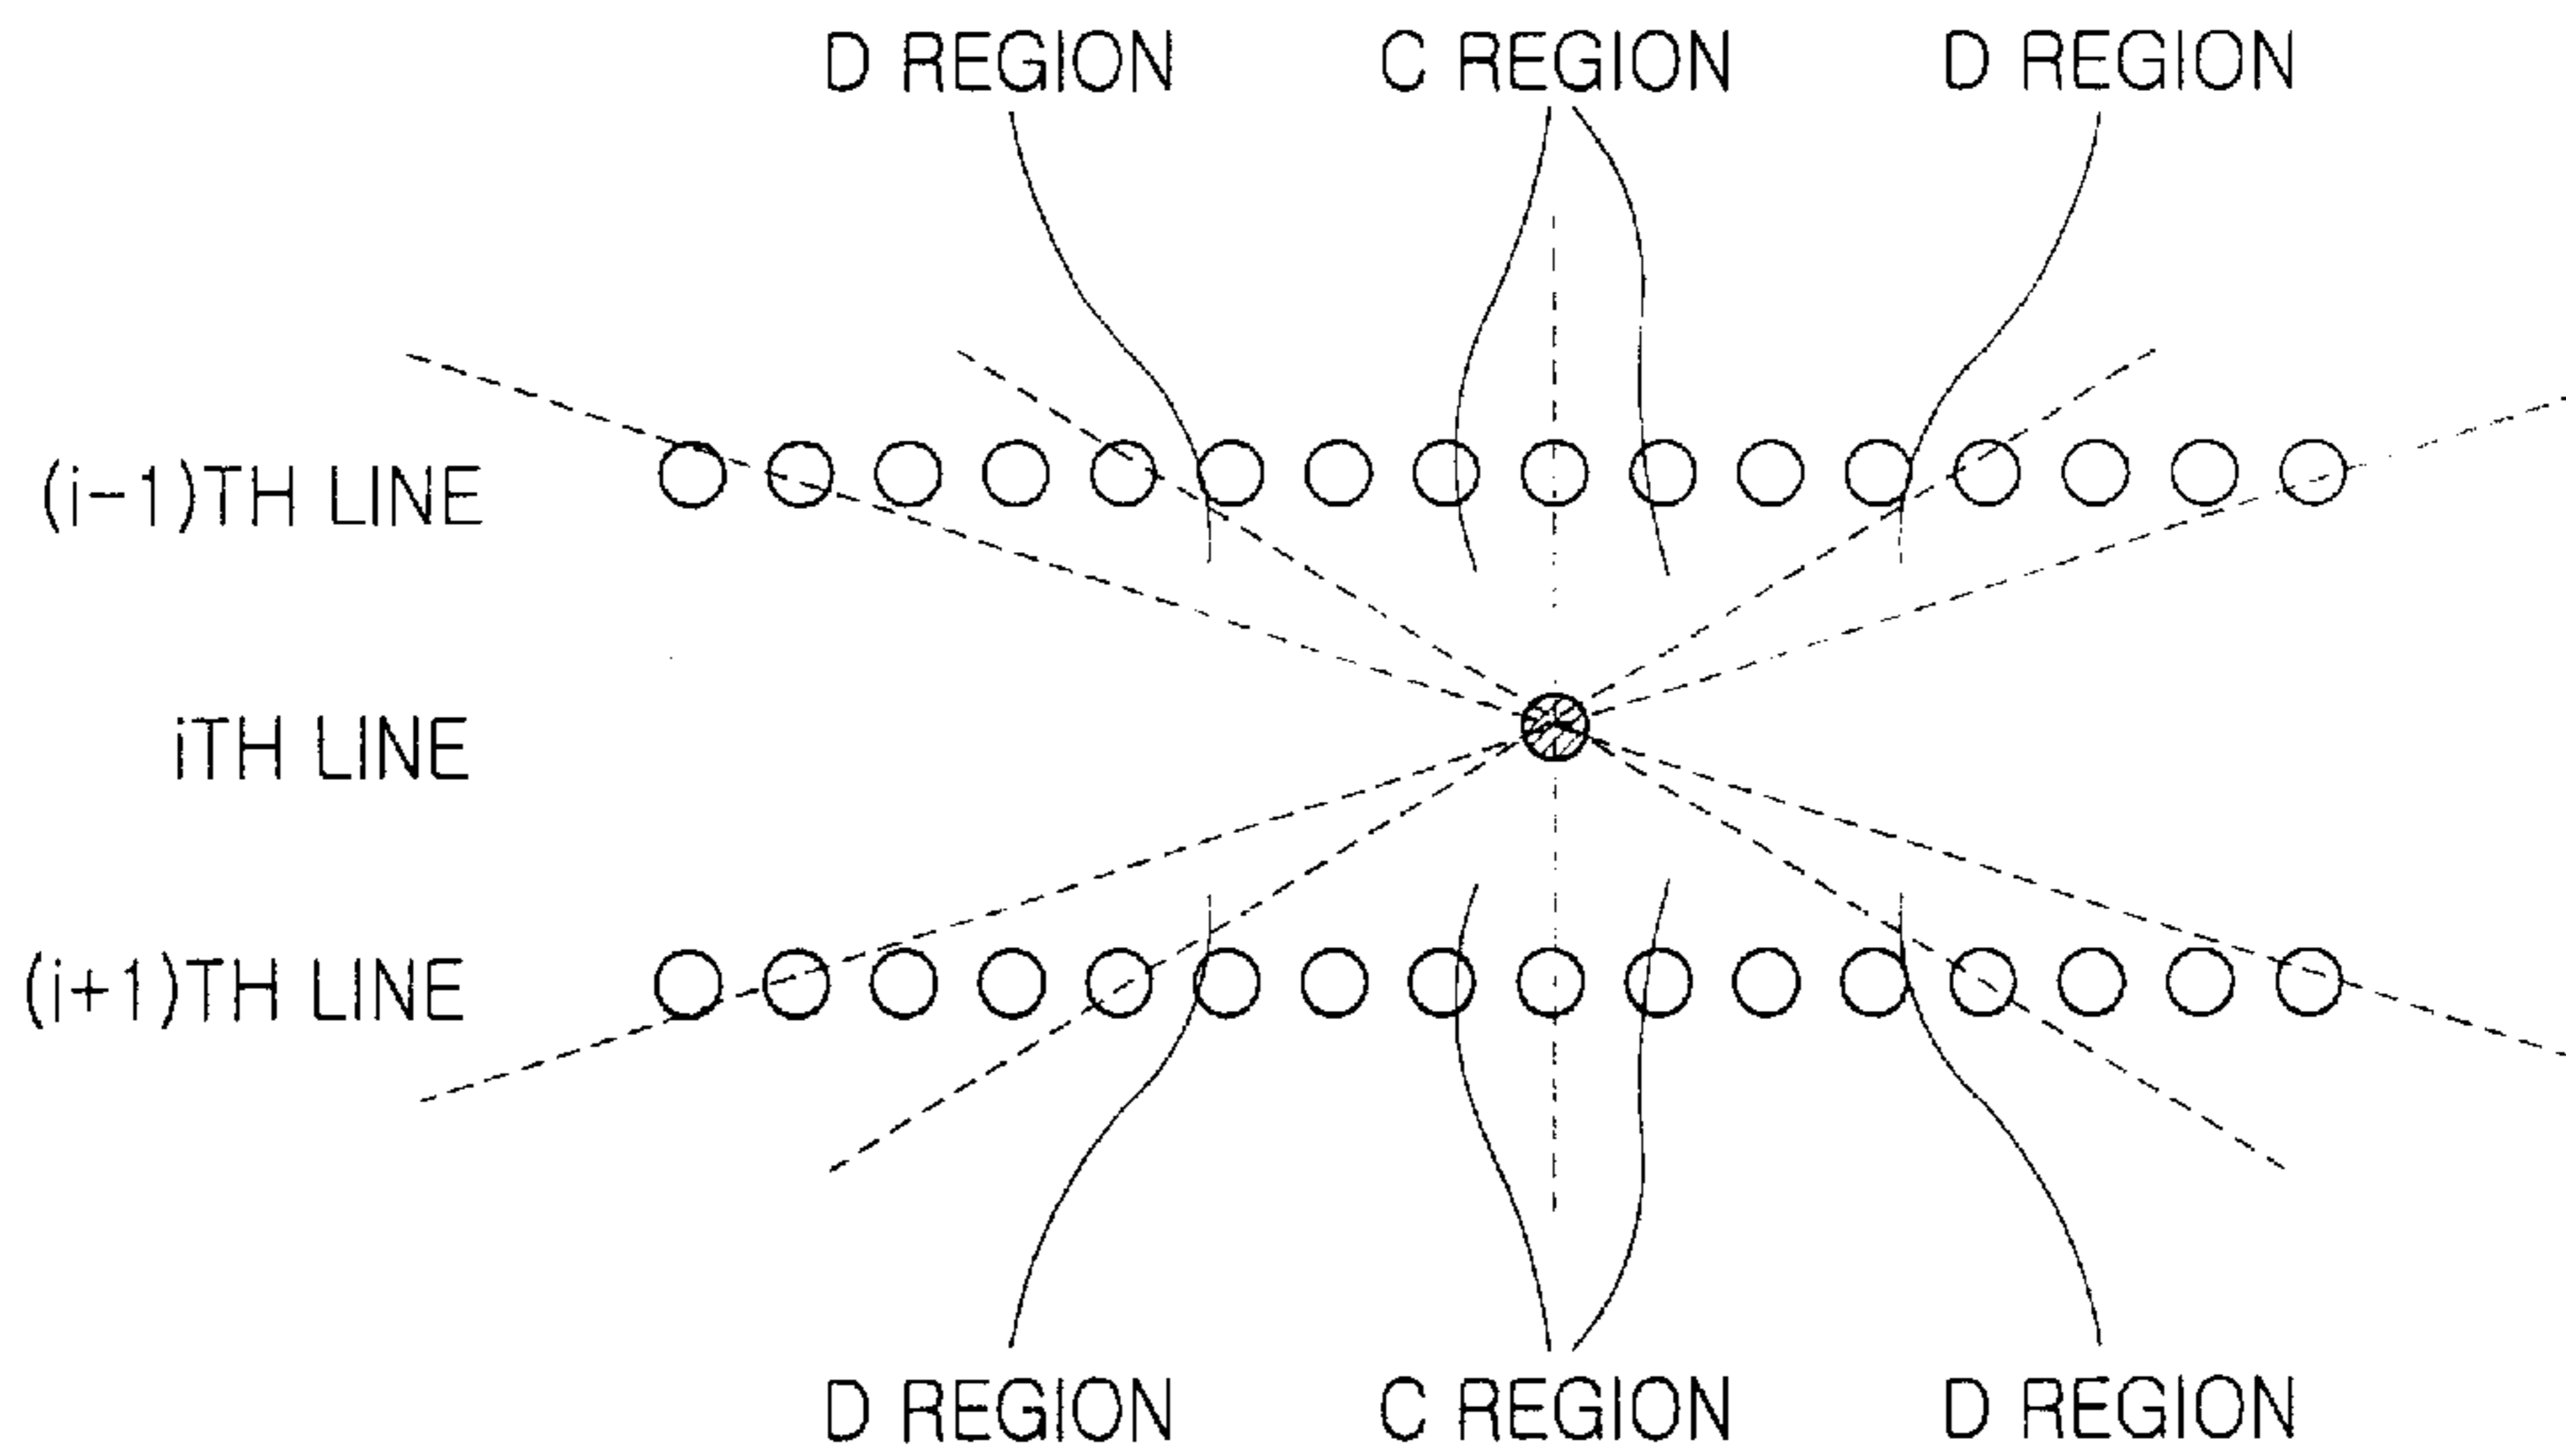 D REGION C REGION D REGION
(i-1)TH LINE
iTH LINE
(i+1)TH LINE
D REGION C REGION D REGION